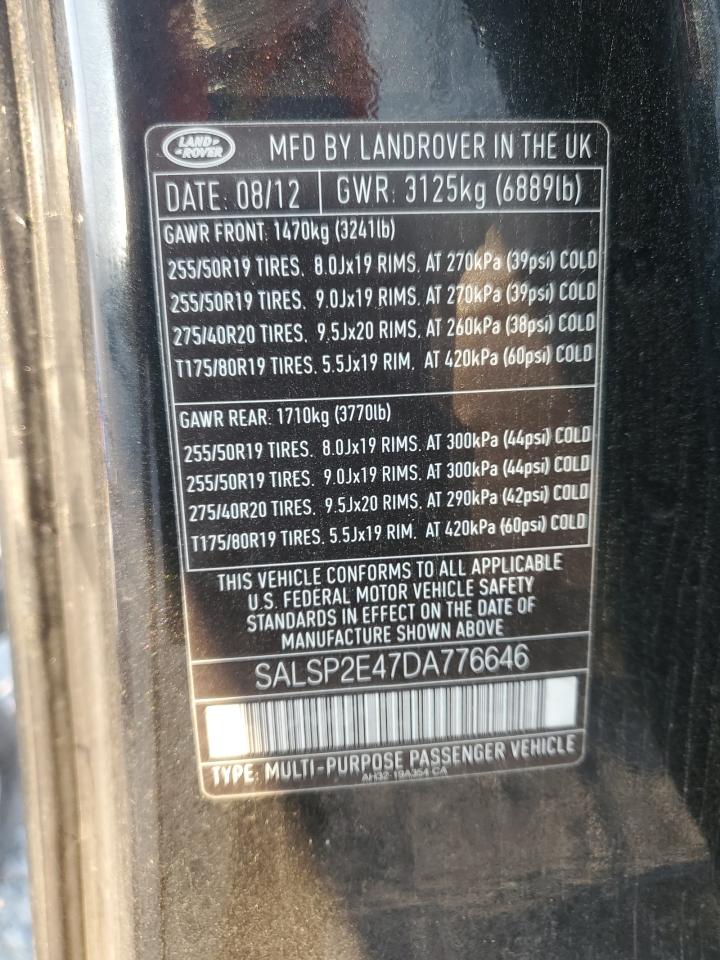 LAND ROVER MFD BY LANDROVER IN THE UK
DATE: 08/12 GWR: 3125kg (6889lb)
GAWR FRONT: 1470kg (3241lb)
255/50R19 TIRES, 8.0Jx19 RIMS, AT 270kPa (39psi) COLD
255/50R19 TIRES, 9.0Jx19 RIMS, AT 270kPa (39psi) COLD
275/40R20 TIRES, 9.5Jx20 RIMS, AT 260kPa (38psi) COLD
T175/80R19 TIRES, 5.5Jx19 RIM, AT 420kPa (60psi) COLD
GAWR REAR: 1710kg (3770lb)
255/50R19 TIRES, 8.0Jx19 RIMS, AT 300kPa (44psi) COLD
255/50R19 TIRES, 9.0Jx19 RIMS, AT 300kPa (44psi) COLD
275/40R20 TIRES, 9.5Jx20 RIMS, AT 290kPa (42psi) COLD
T175/80R19 TIRES, 5.5Jx19 RIM, AT 420kPa (60psi) COLD
THIS VEHICLE CONFORMS TO ALL APPLICABLE
U.S. FEDERAL MOTOR VEHICLE SAFETY
STANDARDS IN EFFECT ON THE DATE OF
MANUFACTURE SHOWN ABOVE
SALSP2E47DA776646
TYPE: MULTI-PURPOSE PASSENGER VEHICLE
AH32-19A354-CA